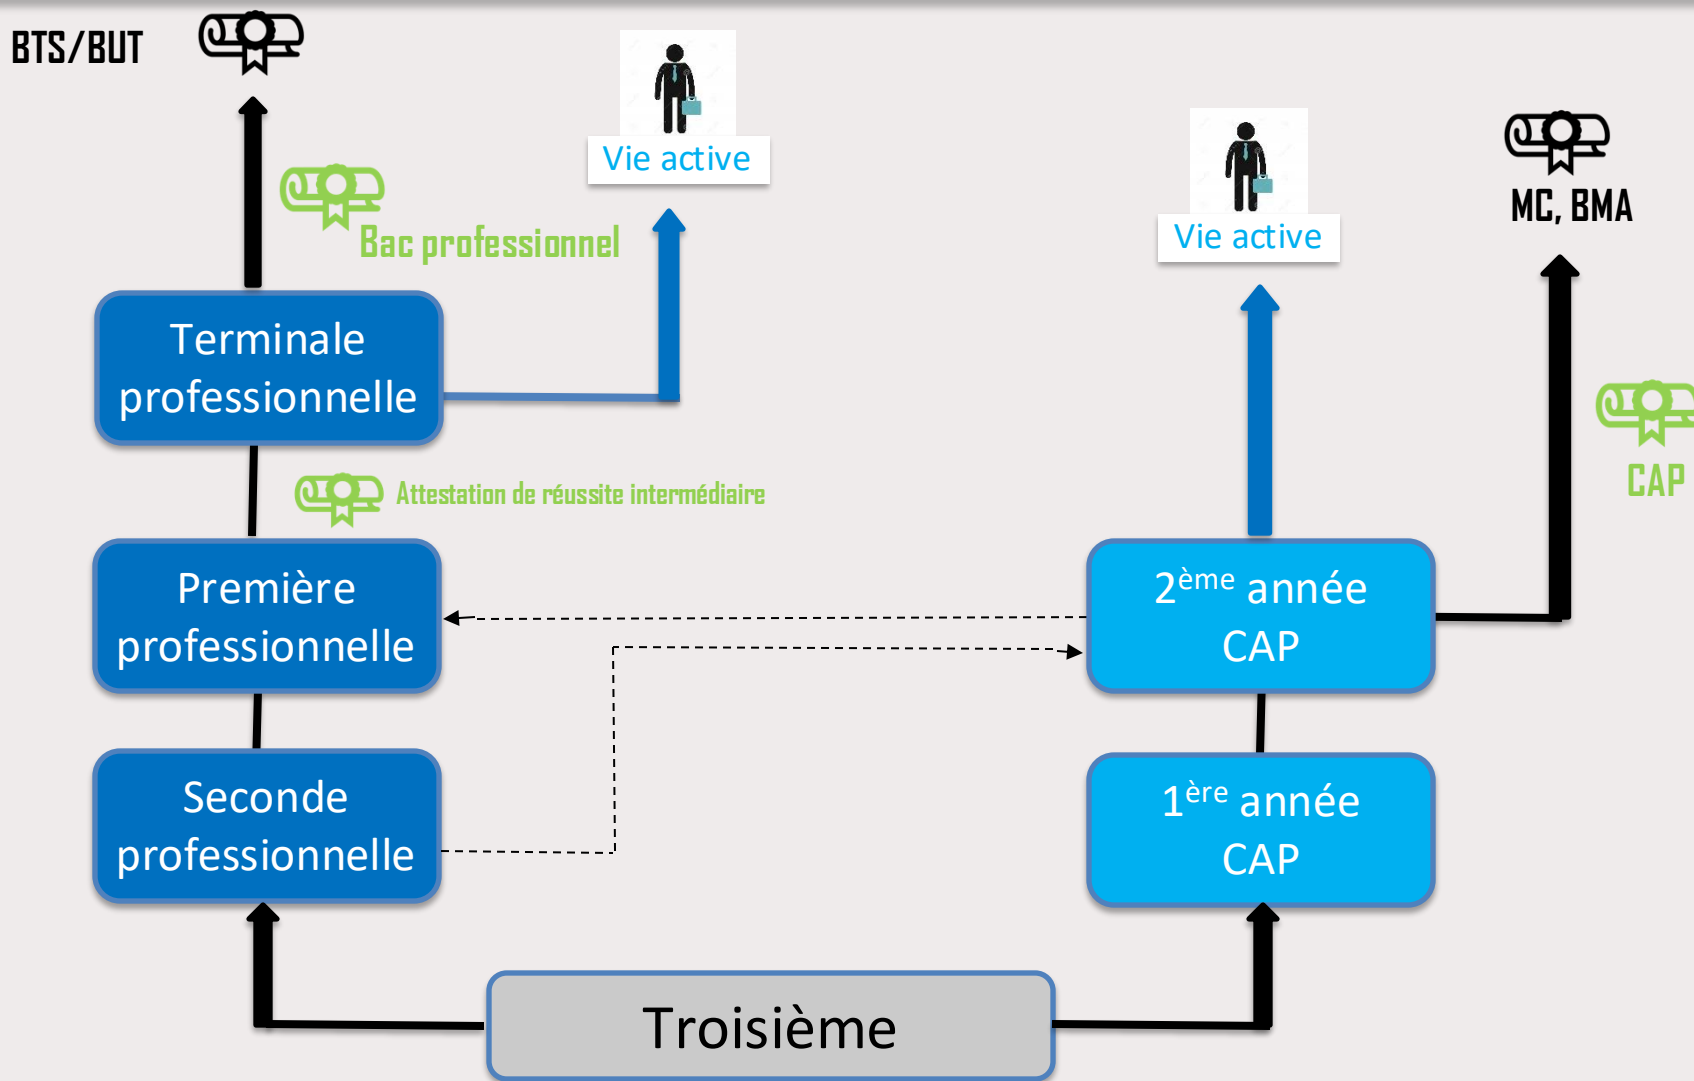 BTS/BUT
Vie active
Bac professionnel
Vie active
MC, BMA
Terminale
professionnelle
CAP
Attestation de réussite intermédiaire
Première
professionnelle
2ème année
CAP
Seconde
professionnelle
1ère année
CAP
Troisième